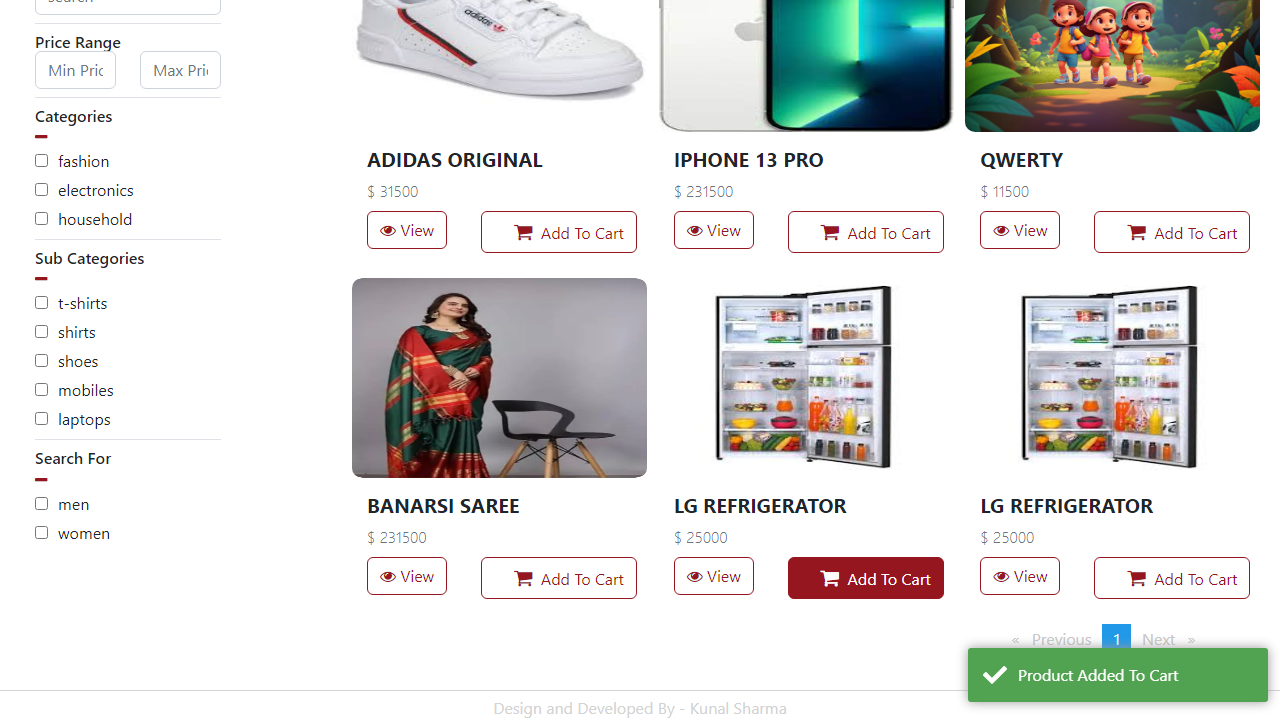 Price Range
Min Pric
Max Pric
Categories
fashion
electronics
household
Sub Categories
t-shirts
shirts
shoes
mobiles
laptops
Search For
men
women
adidas
ADIDAS ORIGINAL
$ 31500
View
Add To Cart
IPHONE 13 PRO
$ 231500
View
Add To Cart
QWERTY
$ 11500
View
Add To Cart
BANARSI SAREE
$ 231500
View
Add To Cart
LG REFRIGERATOR
$ 25000
View
Add To Cart
LG REFRIGERATOR
$ 25000
View
Add To Cart
« Previous 1 Next »
Product Added To Cart
Design and Developed By - Kunal Sharma